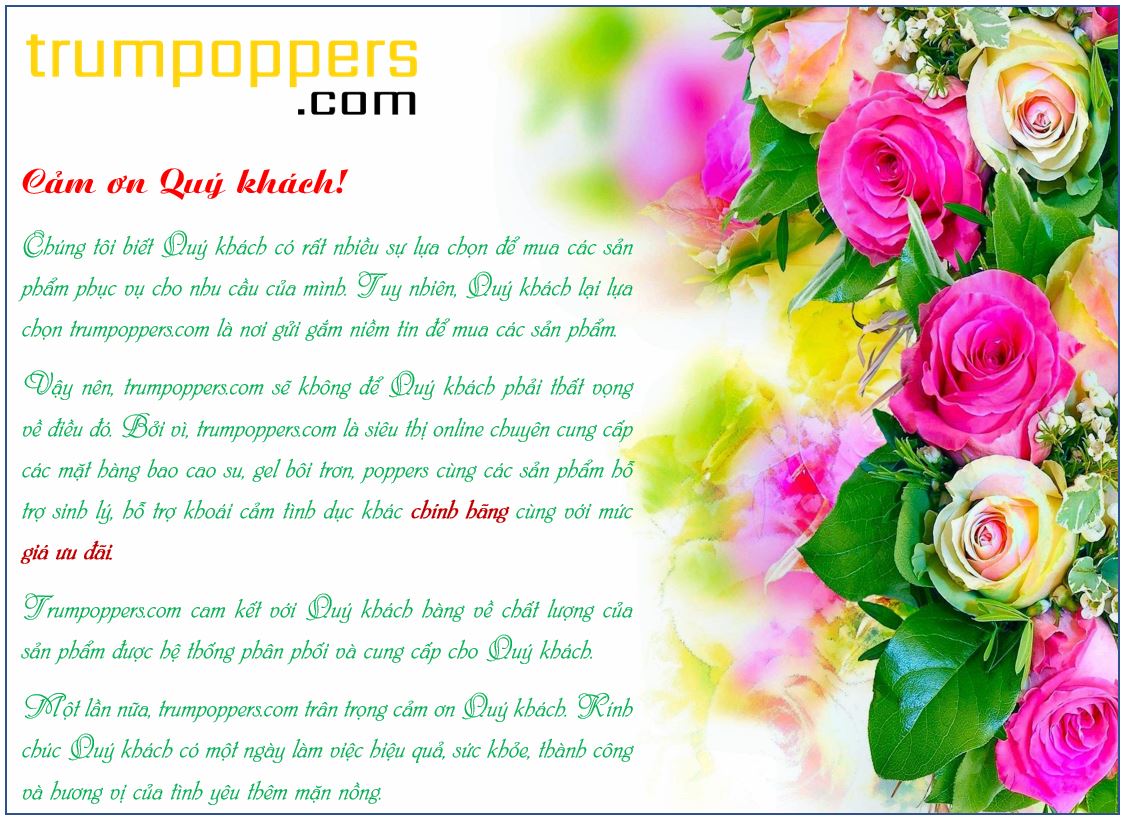 trumpoppers
.com
Cảm ơn Quý khách!
Chúng tôi biết Quý khách có rất nhiều sự lựa chọn để mua các sản
phẩm phục vụ cho nhu cầu của mình. Tuy nhiên, Quý khách lại lựa
chọn trumpoppers.com là nơi gửi gắm niềm tin để mua các sản phẩm.
Vậy nên, trumpoppers.com sẽ không để Quý khách phải thất vọng
về điều đó. Bởi vì, trumpoppers.com là siêu thị online chuyên cung cấp
các mặt hàng bao cao su, gel bôi trơn, poppers cùng các sản phẩm hỗ
trợ sinh lý, hỗ trợ khoái cảm tình dục khác chính hãng cùng với mức
giá ưu đãi.
Trumpoppers.com cam kết với Quý khách hàng về chất lượng của
sản phẩm được hệ thống phân phối và cung cấp cho Quý khách.
Một lần nữa, trumpoppers.com trân trọng cảm ơn Quý khách. Kính
chúc Quý khách có một ngày làm việc hiệu quả, sức khỏe, thành công
và hương vị của tình yêu thêm mặn nồng.